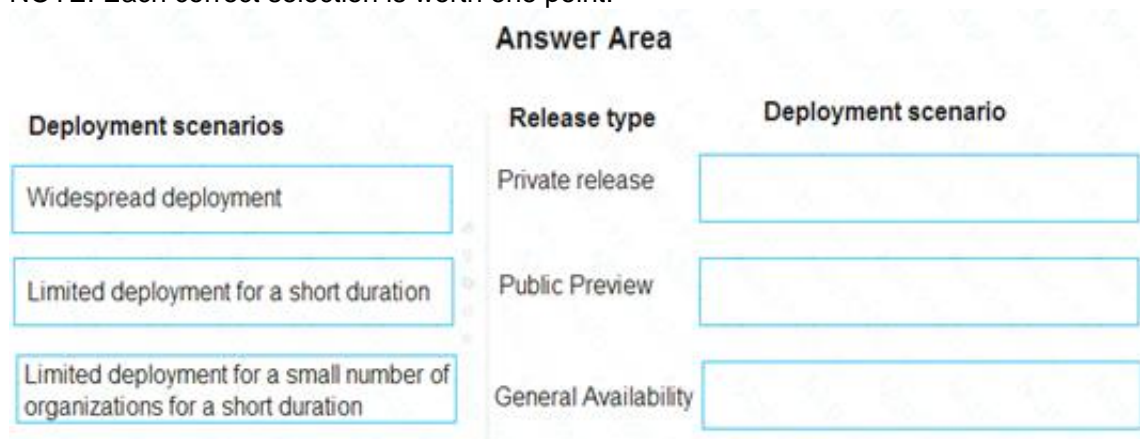 NOTE: Each correct selection is worth one point.
Answer Area
Deployment scenarios
Release type
Deployment scenario
Widespread deployment
Private release
Limited deployment for a short duration
Public Preview
Limited deployment for a small number of
organizations for a short duration
General Availability